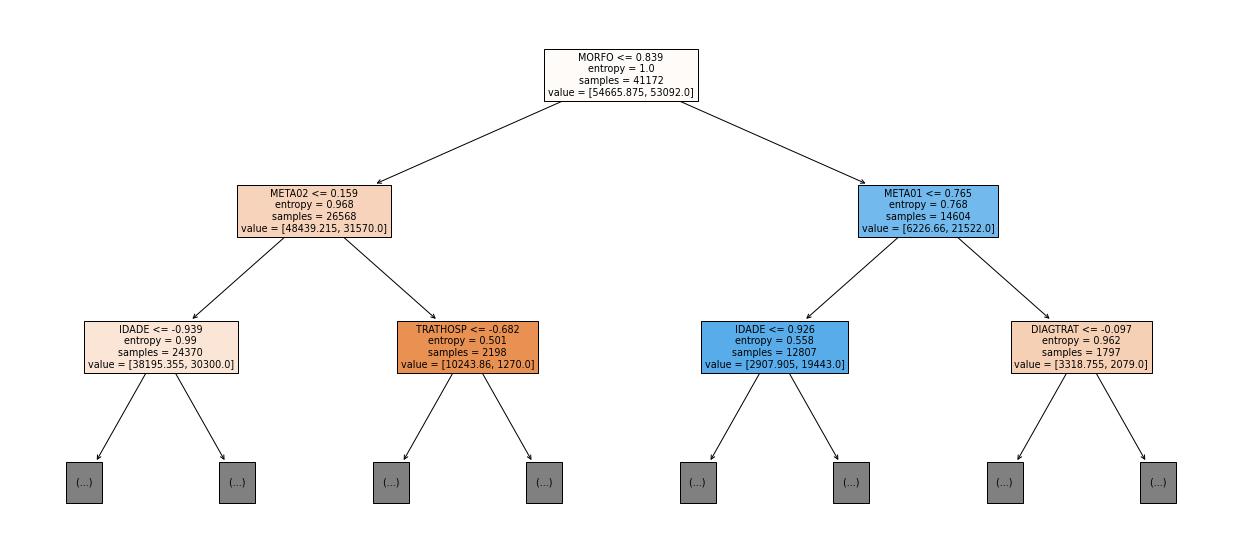 MORFO <= 0.839
entropy = 1.0
samples = 41172
value = [54665.875, 53092.0]
META02 <= 0.159
entropy = 0.968
samples = 26568
value = [48439.215, 31570.0]
META01 <= 0.765
entropy = 0.768
samples = 14604
value = [6226.66, 21522.0]
IDADE <= -0.939
entropy = 0.99
samples = 24370
value = [38195.355, 30300.0]
TRATHOSP <= -0.682
entropy = 0.501
samples = 2198
value = [10243.86, 1270.0]
IDADE <= 0.926
entropy = 0.558
samples = 12807
value = [2907.905, 19443.0]
DIAGTRAT <= -0.097
entropy = 0.962
samples = 1797
value = [3318.755, 2079.0]
(...)
(...)
(...)
(...)
(...)
(...)
(...)
(...)